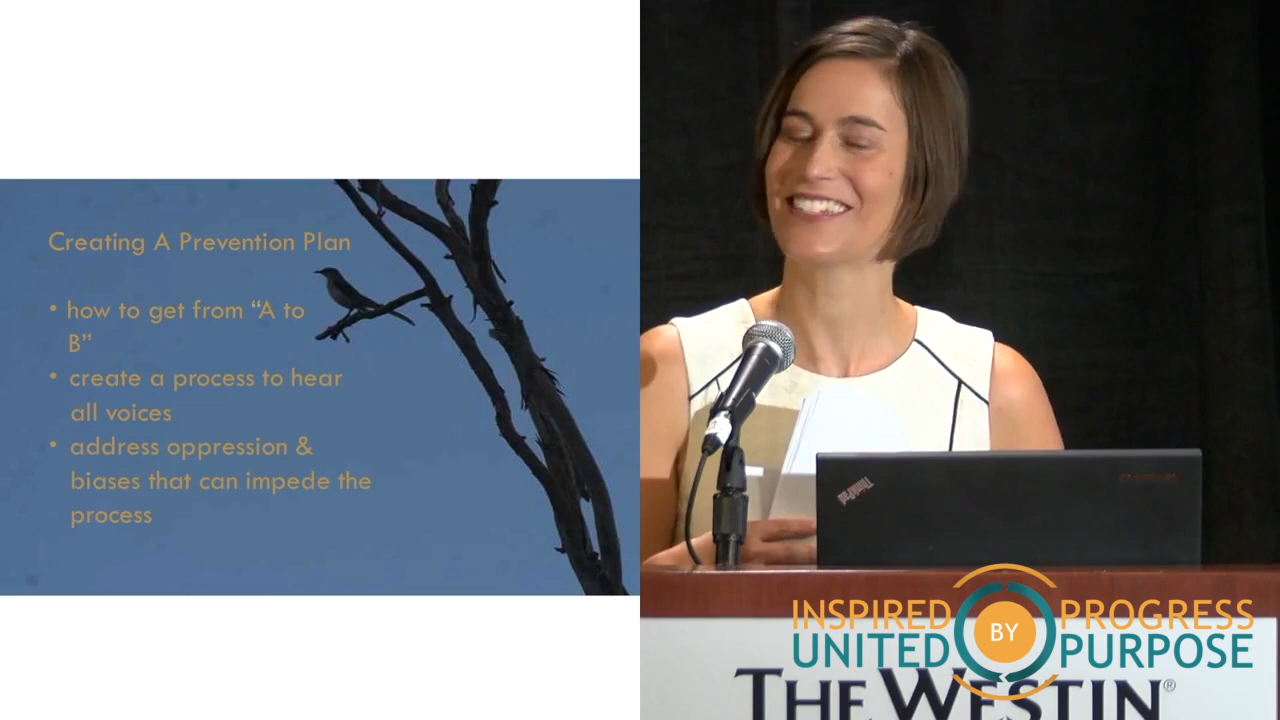 Creating A Prevention Plan
• how to get from “A to
B”
• create a process to hear
all voices
• address oppression &
biases that can impede the
process
ThinkPad
INSPIRED BY PROGRESS
UNITED PURPOSE
THE WESTIN®